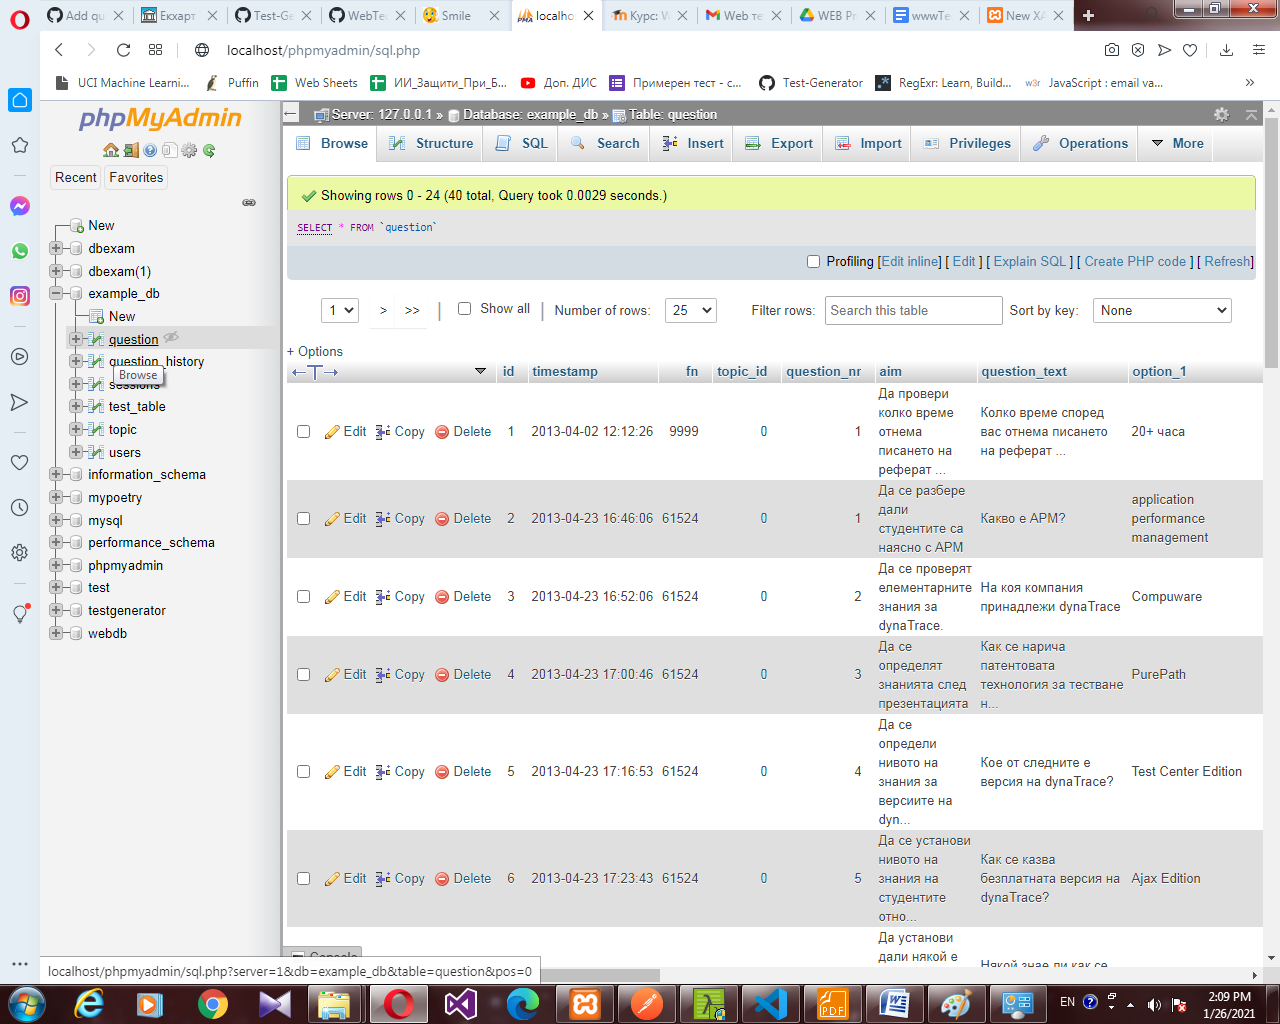 Add qu
Екхарт
Test-Ge
WebTec
Smile
localho
Курс: W
Web те
WEB Pr
wwwTe
New XA
localhost/phpmyadmin/sql.php
UCI Machine Learni...
Puffin
Web Sheets
ИИ_Защити_При_Б...
Доп. ДИС
Примерен тест - с...
Test-Generator
RegExr: Learn, Build...
JavaScript : email va...
phpMyAdmin
Recent
Favorites
New
dbexam
dbexam(1)
example_db
New
question
question_history
Browse
sessions
test_table
topic
users
information_schema
mypoetry
mysql
performance_schema
phpmyadmin
test
testgenerator
webdb
Server: 127.0.0.1 » Database: example_db » Table: question
Browse Structure SQL Search Insert Export Import Privileges Operations More
Showing rows 0 - 24 (40 total, Query took 0.0029 seconds.)
SELECT * FROM `question`
Profiling [Edit inline] [ Edit ] [ Explain SQL ] [ Create PHP code ] [ Refresh]
1 > >> | Show all | Number of rows: 25 Filter rows: Search this table Sort by key: None
+ Options
id timestamp fn topic_id question_nr aim question_text option_1
Edit Copy Delete 1 2013-04-02 12:12:26 9999 0 1
Да провери
колко време
отнема
писането на
реферат ...
Колко време според
вас отнема писането
на реферат ...
20+ часа
Edit Copy Delete 2 2013-04-23 16:46:06 61524 0 1
Да се разбере
дали
студентите са
наясно с APM
Какво е APM?
application
performance
management
Edit Copy Delete 3 2013-04-23 16:52:06 61524 0 2
Да се проверят
елементарните
знания за
dynaTrace.
На коя компания
принадлежи dynaTrace
Compuware
Edit Copy Delete 4 2013-04-23 17:00:46 61524 0 3
Да се
определят
знанията след
презентацията
Как се нарича
патентовата
технология за тестване
н...
PurePath
Edit Copy Delete 5 2013-04-23 17:16:53 61524 0 4
Да се
определи
нивото на
знания за
версиите на
dyn...
Кое от следните е
версия на dynaTrace?
Test Center Edition
Edit Copy Delete 6 2013-04-23 17:23:43 61524 0 5
Да се установи
нивото на
знания на
студентите
отно...
Как се казва
безплатната версия на
dynaTrace?
Ajax Edition
Да установи
дали някой е
Някой знае ли как се
Console
localhost/phpmyadmin/sql.php?server=1&db=example_db&table=question&pos=0
EN
2:09 PM
1/26/2021